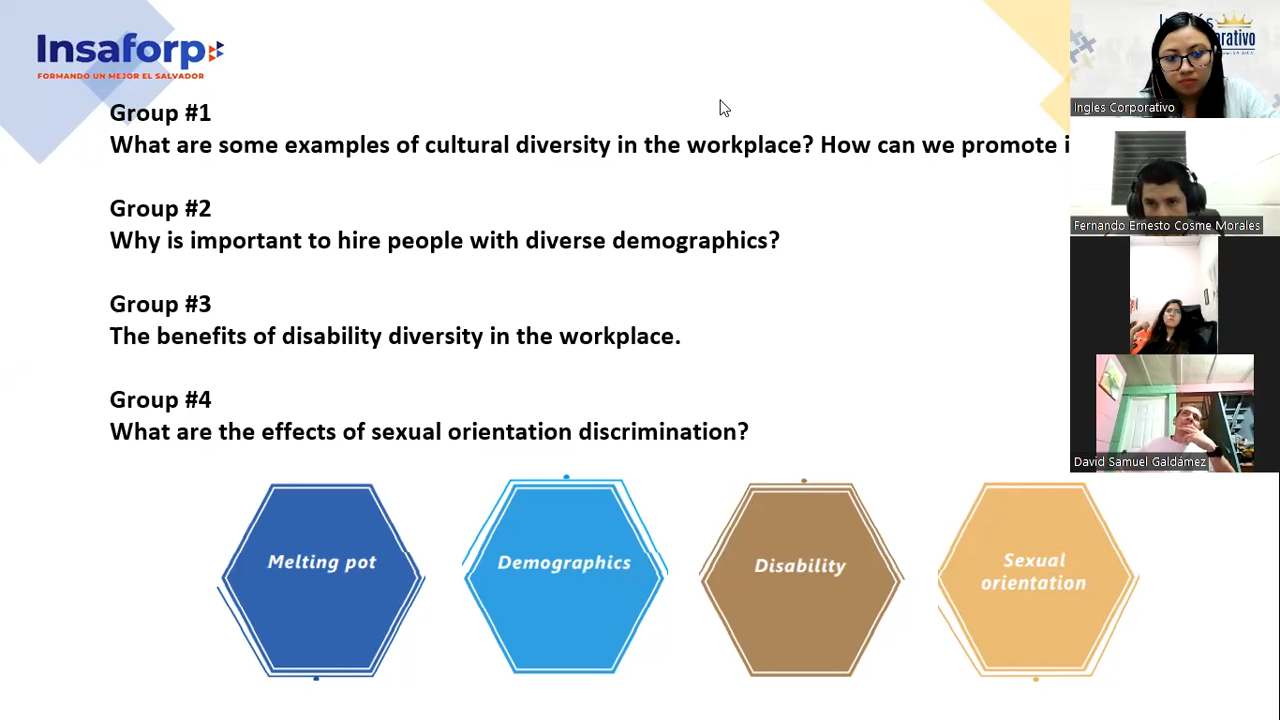 Insaforp
FORMANDO UN MEJOR EL SALVADOR
Group #1
What are some examples of cultural diversity in the workplace? How can we promote
Group #2
Why is important to hire people with diverse demographics?
Group #3
The benefits of disability diversity in the workplace.
Group #4
What are the effects of sexual orientation discrimination?
Melting pot
Demographics
Disability
Sexual
orientation
Ingles Corporativo
Fernando Ernesto Cosme Morales
David Samuel Galdámez